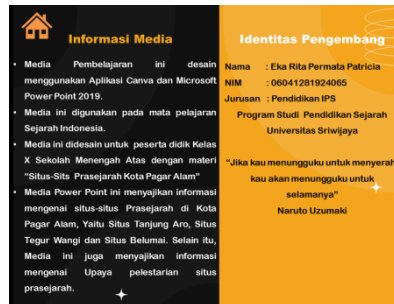 Informasi Media
• Media Pembelajaran ini desain
menggunakan Aplikasi Canva dan Microsoft
Power Point 2019.
• Media ini digunakan pada mata pelajaran
Sejarah Indonesia.
• Media ini didesain untuk peserta didik Kelas
X Sekolah Menengah Atas dengan materi
"Situs-Sits Prasejarah Kota Pagar Alam"
• Media Power Point ini menyajikan informasi
mengenai situs-situs Prasejarah di Kota
Pagar Alam, Yaitu Situs Tanjung Aro, Situs
Tegur Wangi dan Situs Belumai. Selain itu,
Media ini juga menyajikan informasi
mengenai Upaya pelestarian situs
prasejarah.
Identitas Pengembang
Nama : Eka Rita Permata Patricia
NIM : 06041281924065
Jurusan : Pendidikan IPS
Program Studi Pendidikan Sejarah
Universitas Sriwijaya
"Jika kau menungguku untuk menyerah
kau akan menungguku untuk
selamanya"
Naruto Uzumaki